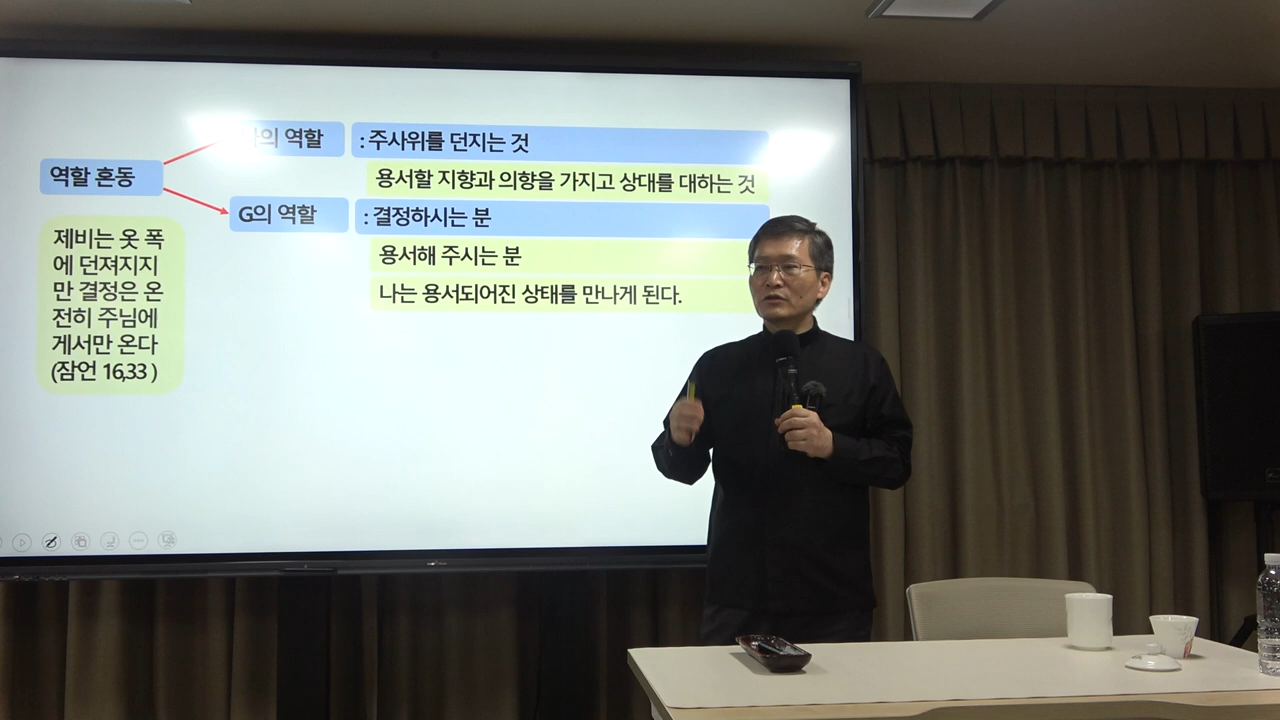 의 역할
: 주사위를 던지는 것
역할 혼동
용서할 지향과 의향을 가지고 상대를 대하는 것
G의 역할
: 결정하시는 분
제비는 옷 폭
에 던져지지
만 결정은 온
전히 주님에
게서만 온다
(잠언 16,33 )
용서해 주시는 분
나는 용서되어진 상태를 만나게 된다.